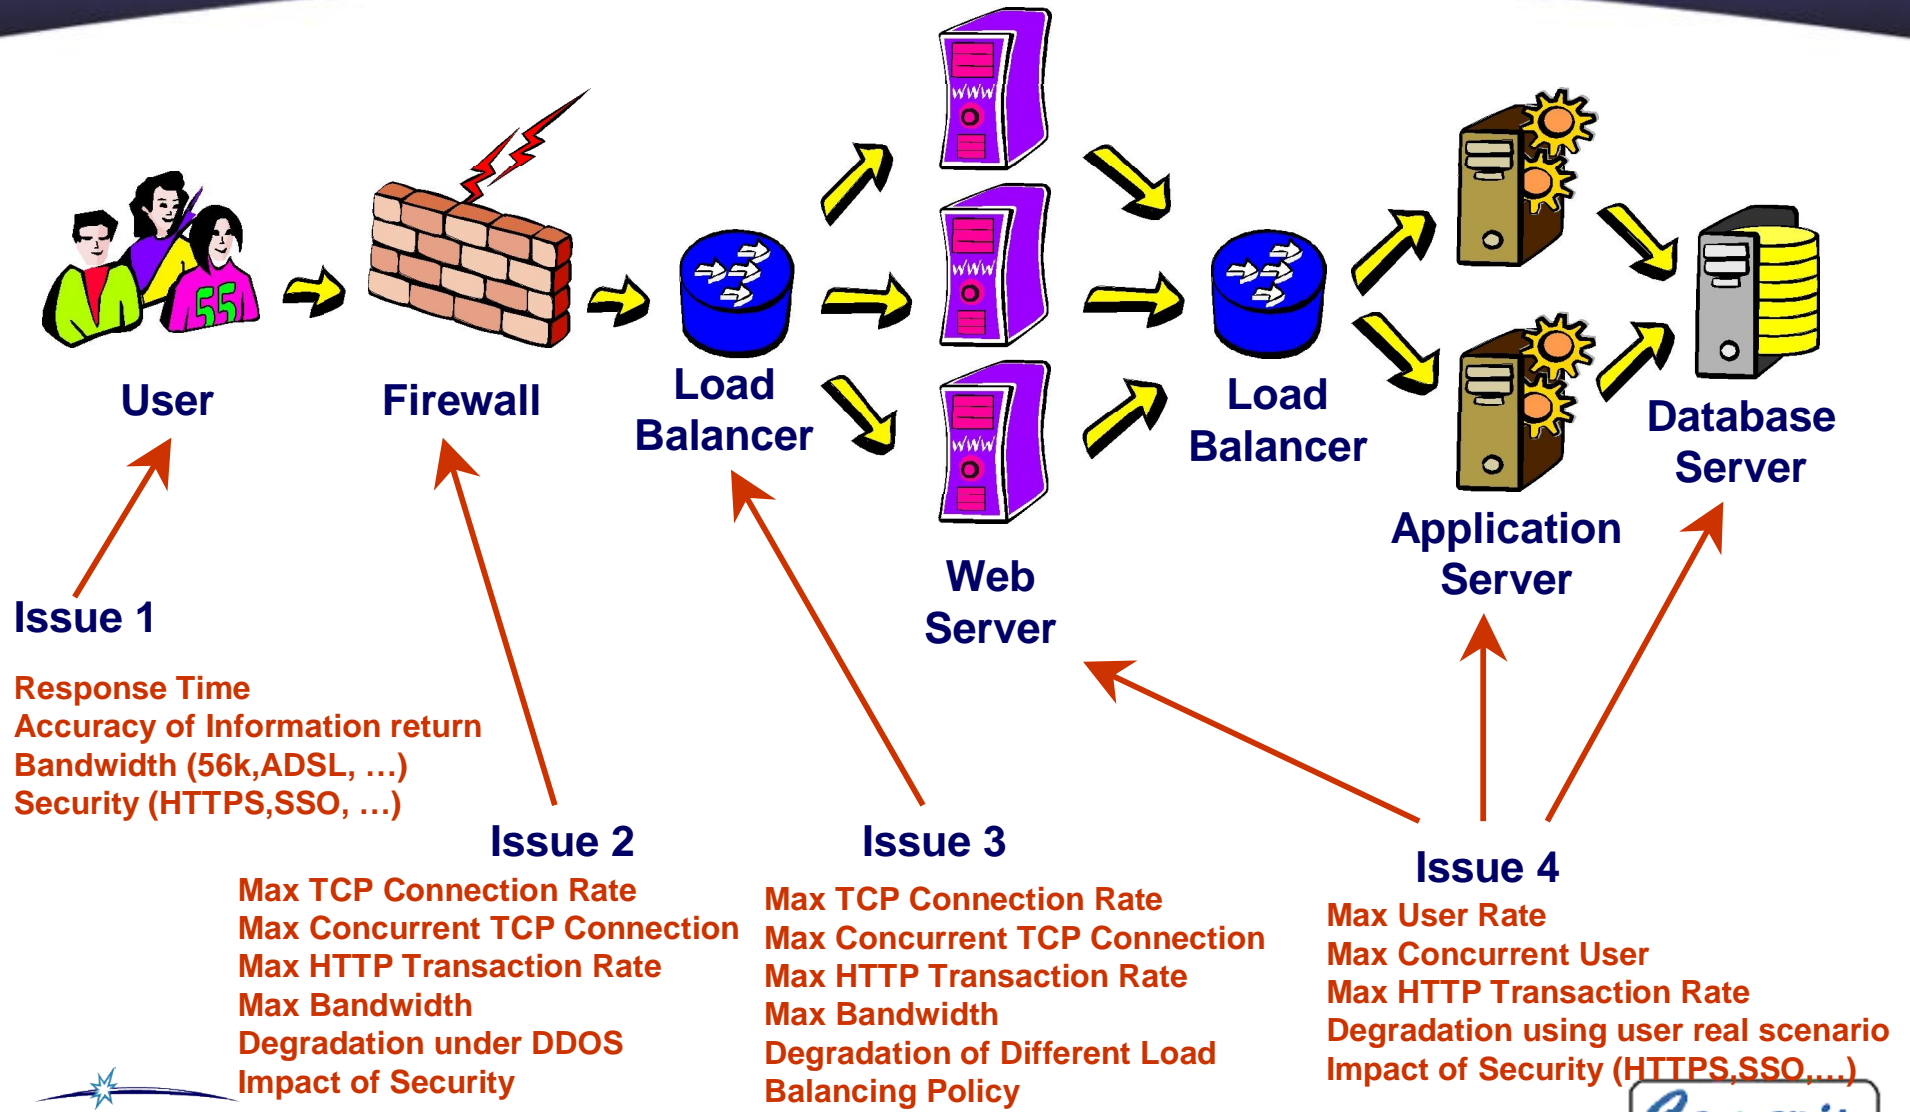 WWW
WWW
WWW
55
User
Firewall
Load
Balancer
Web
Server
Load
Balancer
Application
Server
Database
Server
Issue 1
Response Time
Accuracy of Information return
Bandwidth (56k,ADSL, …)
Security (HTTPS,SSO, …)
Issue 2
Max TCP Connection Rate
Max Concurrent TCP Connection
Max HTTP Transaction Rate
Max Bandwidth
Degradation under DDOS
Impact of Security
Issue 3
Max TCP Connection Rate
Max Concurrent TCP Connection
Max HTTP Transaction Rate
Max Bandwidth
Degradation of Different Load
Balancing Policy
Issue 4
Max User Rate
Max Concurrent User
Max HTTP Transaction Rate
Degradation using user real scenario
Impact of Security (HTTPS,SSO,…)